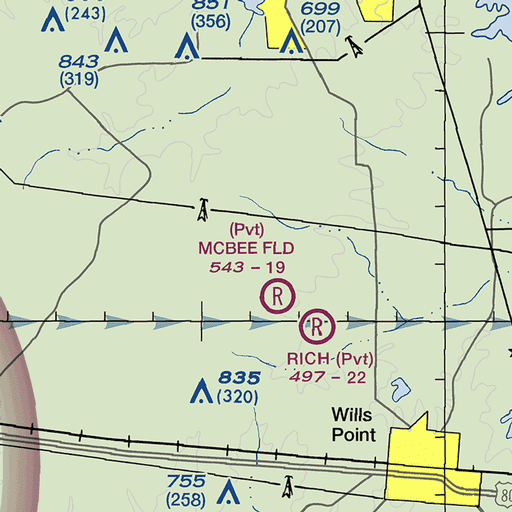 (243)
851
(356)
699
(207)
843
(319)
(Pvt)
MCBEE FLD
543 – 19
R
R
RICH (Pvt)
497 – 22
835
(320)
Wills
Point
755
(258)
80